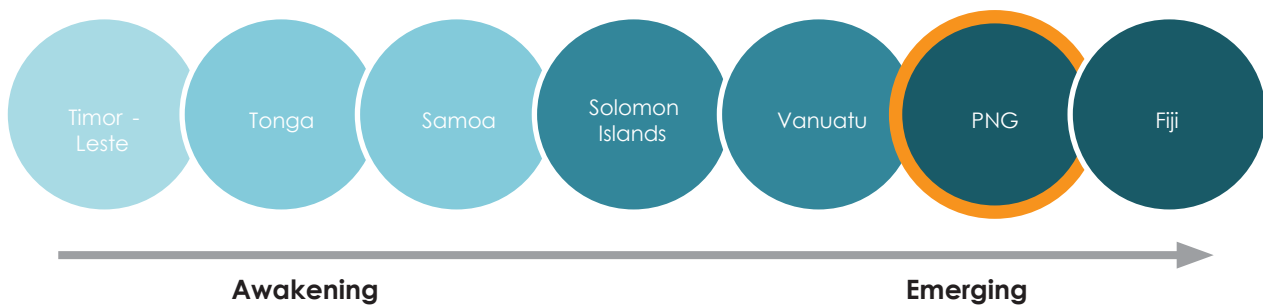 Timor -
Leste
Tonga
Samoa
Solomon
Islands
Vanuatu
PNG
Fiji
Awakening
Emerging